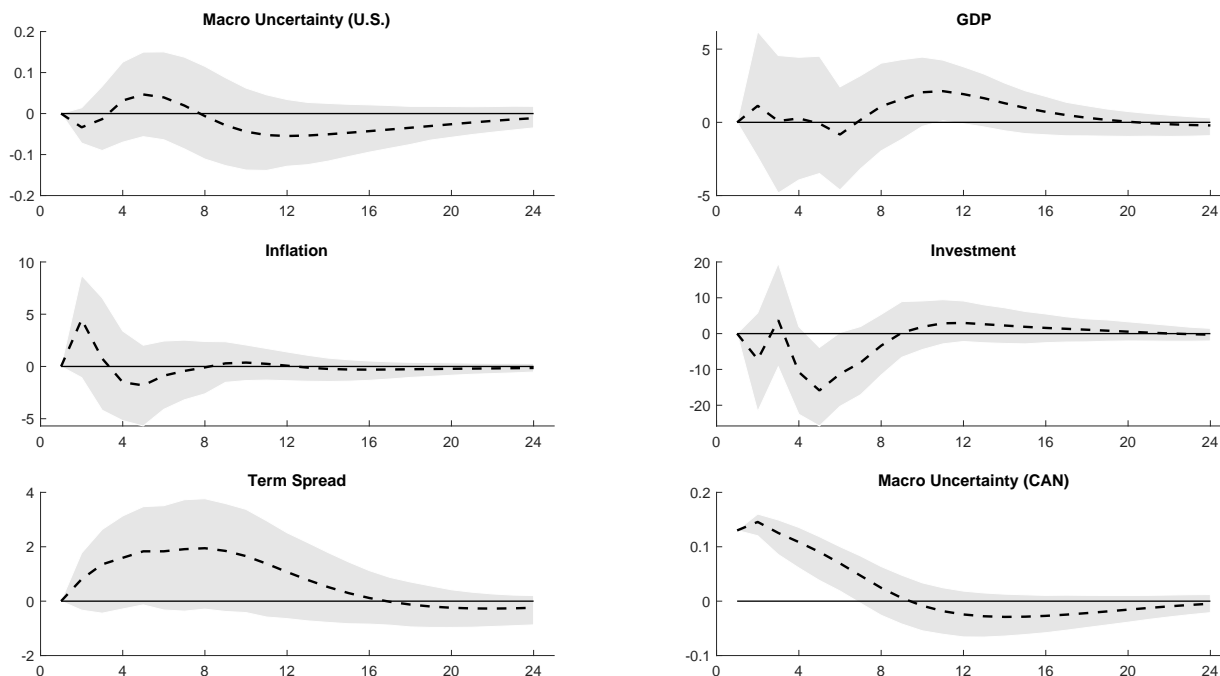 Macro Uncertainty (U.S.)
0.2
0.1
0
-0.1
-0.2
0 4 8 12 16 20 24
GDP
5
0
-5
0 4 8 12 16 20 24
Inflation
10
5
0
-5
0 4 8 12 16 20 24
Investment
20
10
0
-10
-20
0 4 8 12 16 20 24
Term Spread
4
2
0
-2
0 4 8 12 16 20 24
Macro Uncertainty (CAN)
0.2
0.1
0
-0.1
0 4 8 12 16 20 24